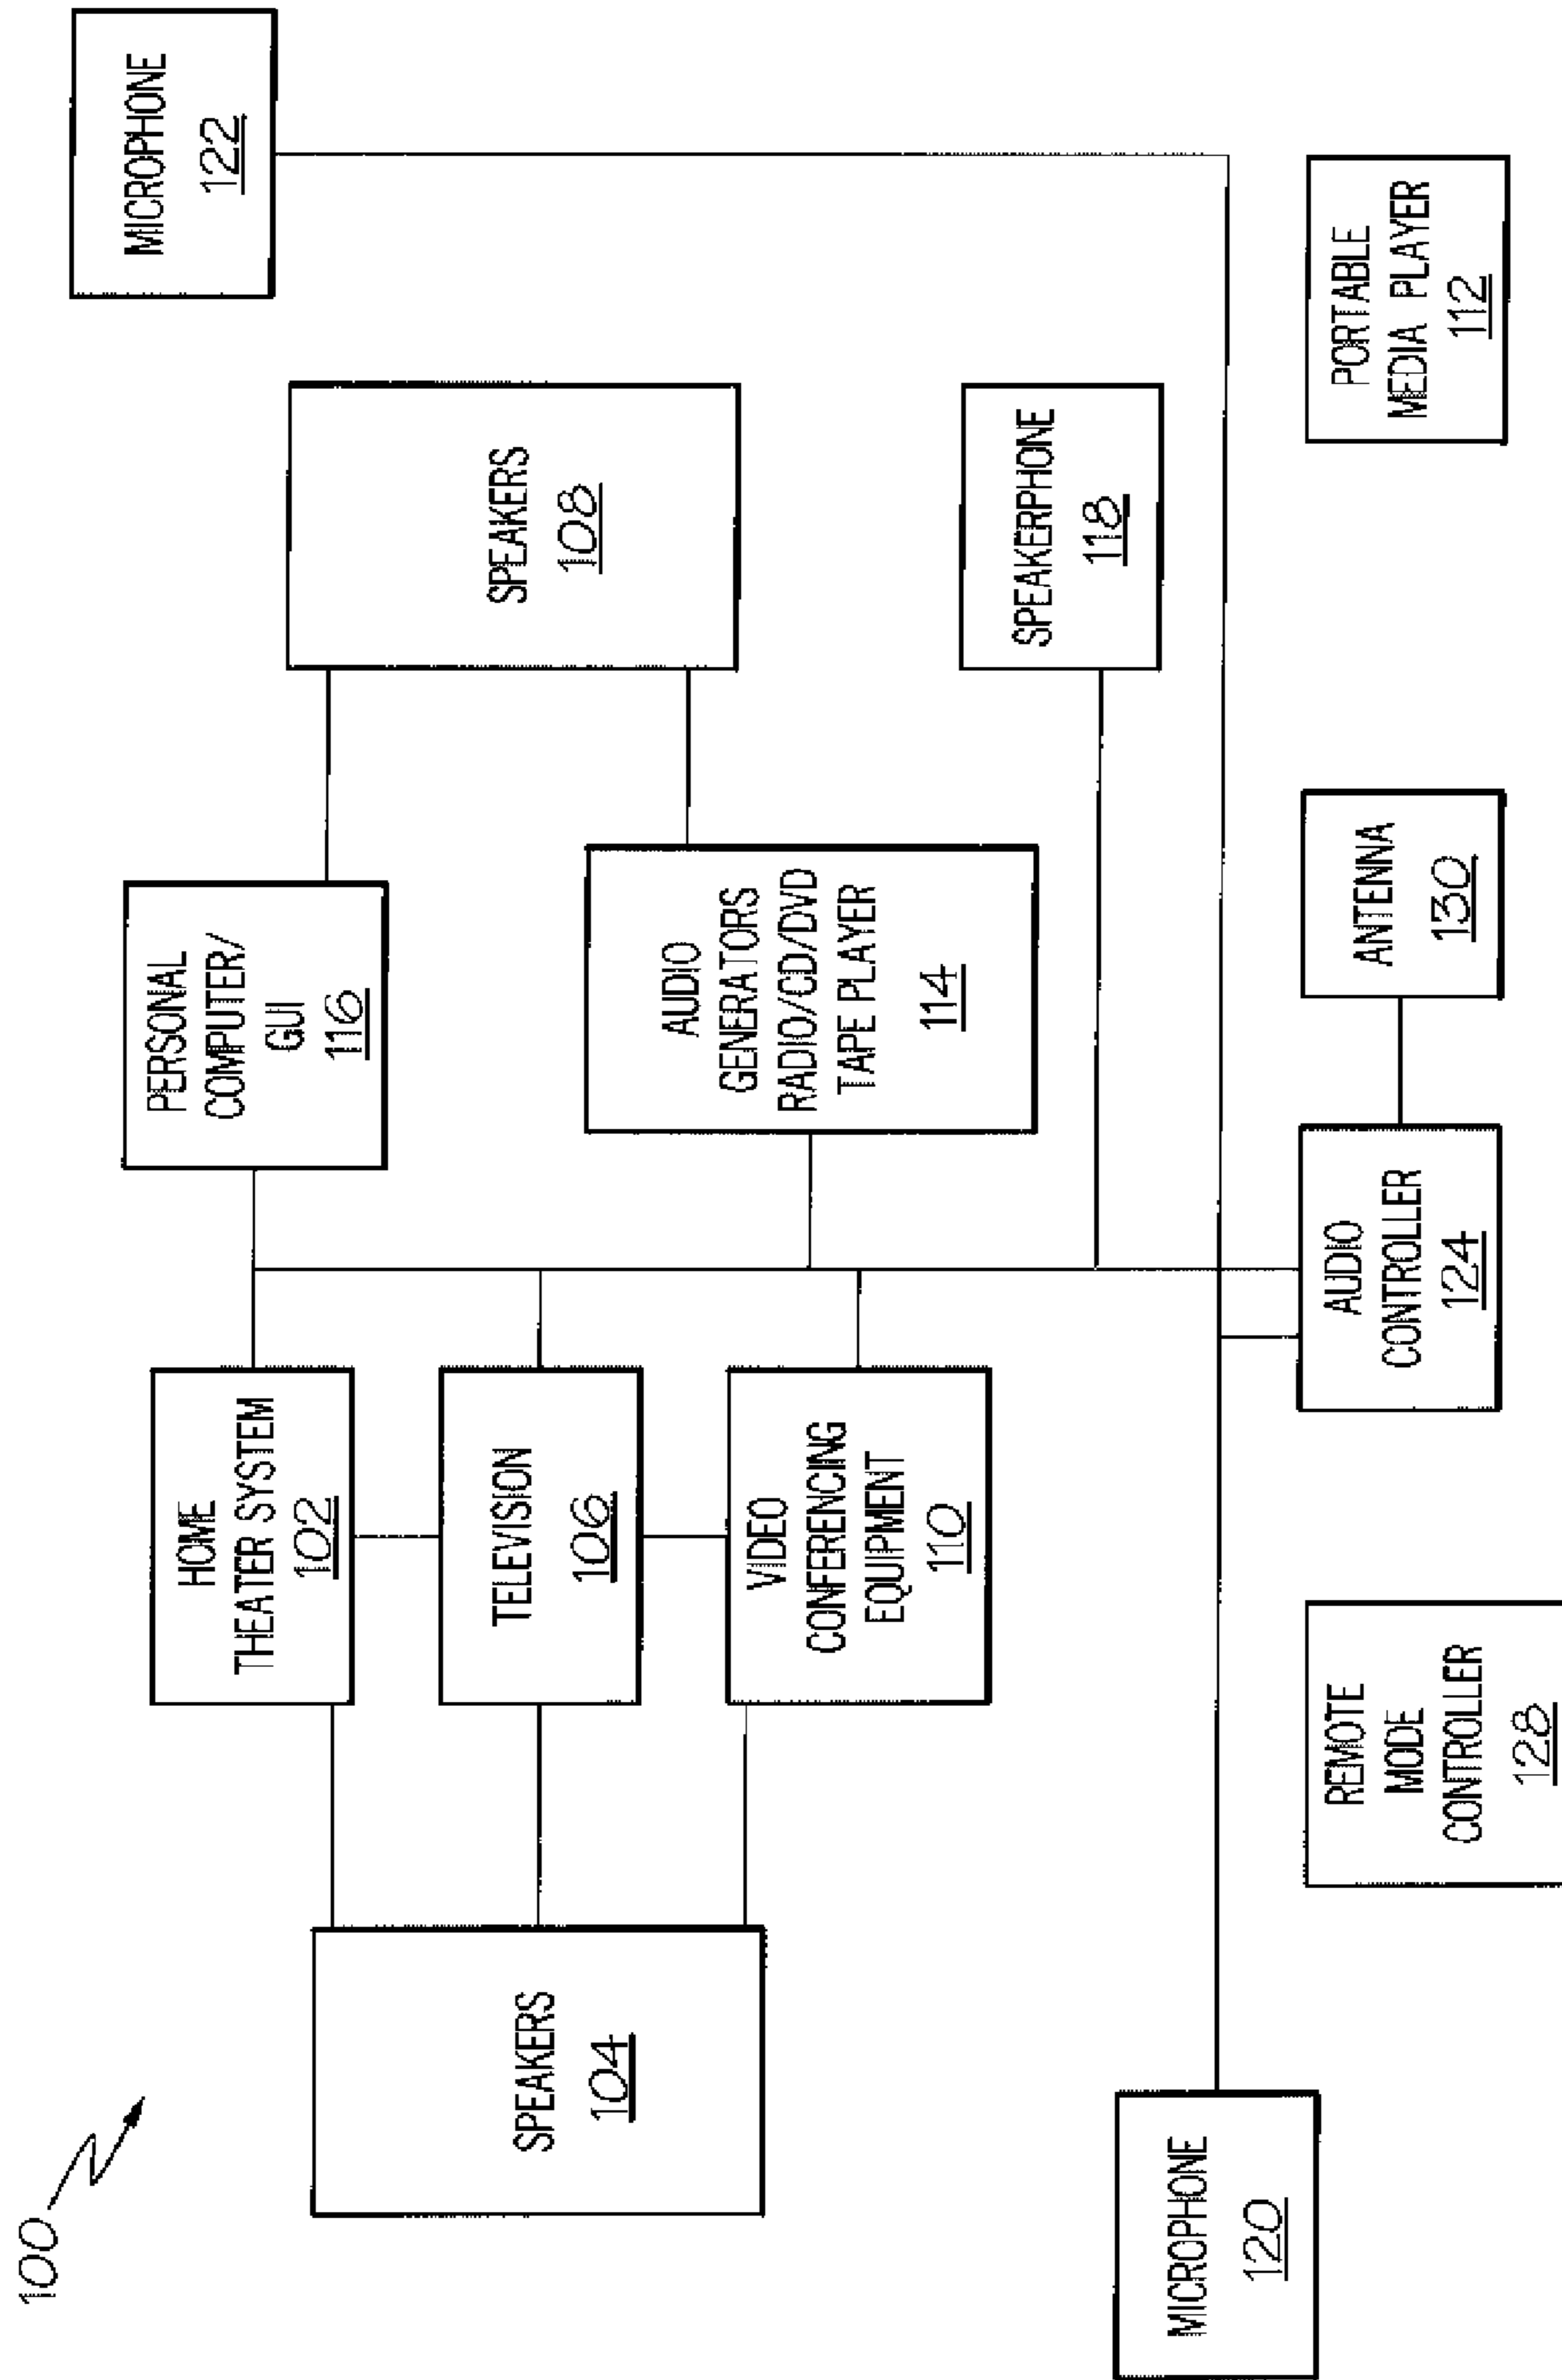 100
HOME
THEATER SYSTEM
102
PERSONAL
COMPUTER/
GUI
116
MICROPHONE
122
SPEAKERS
104
TELEVISION
106
SPEAKERS
108
VIDEO
CONFERENCING
EQUIPMENT
110
AUDIO
GENERATORS
RADIO/CD/DVD
TAPE PLAYER
114
SPEAKERPHONE
118
MICROPHONE
120
REMOTE
MODE
CONTROLLER
128
AUDIO
CONTROLLER
124
ANTENNA
130
PORTABLE
MEDIA PLAYER
112